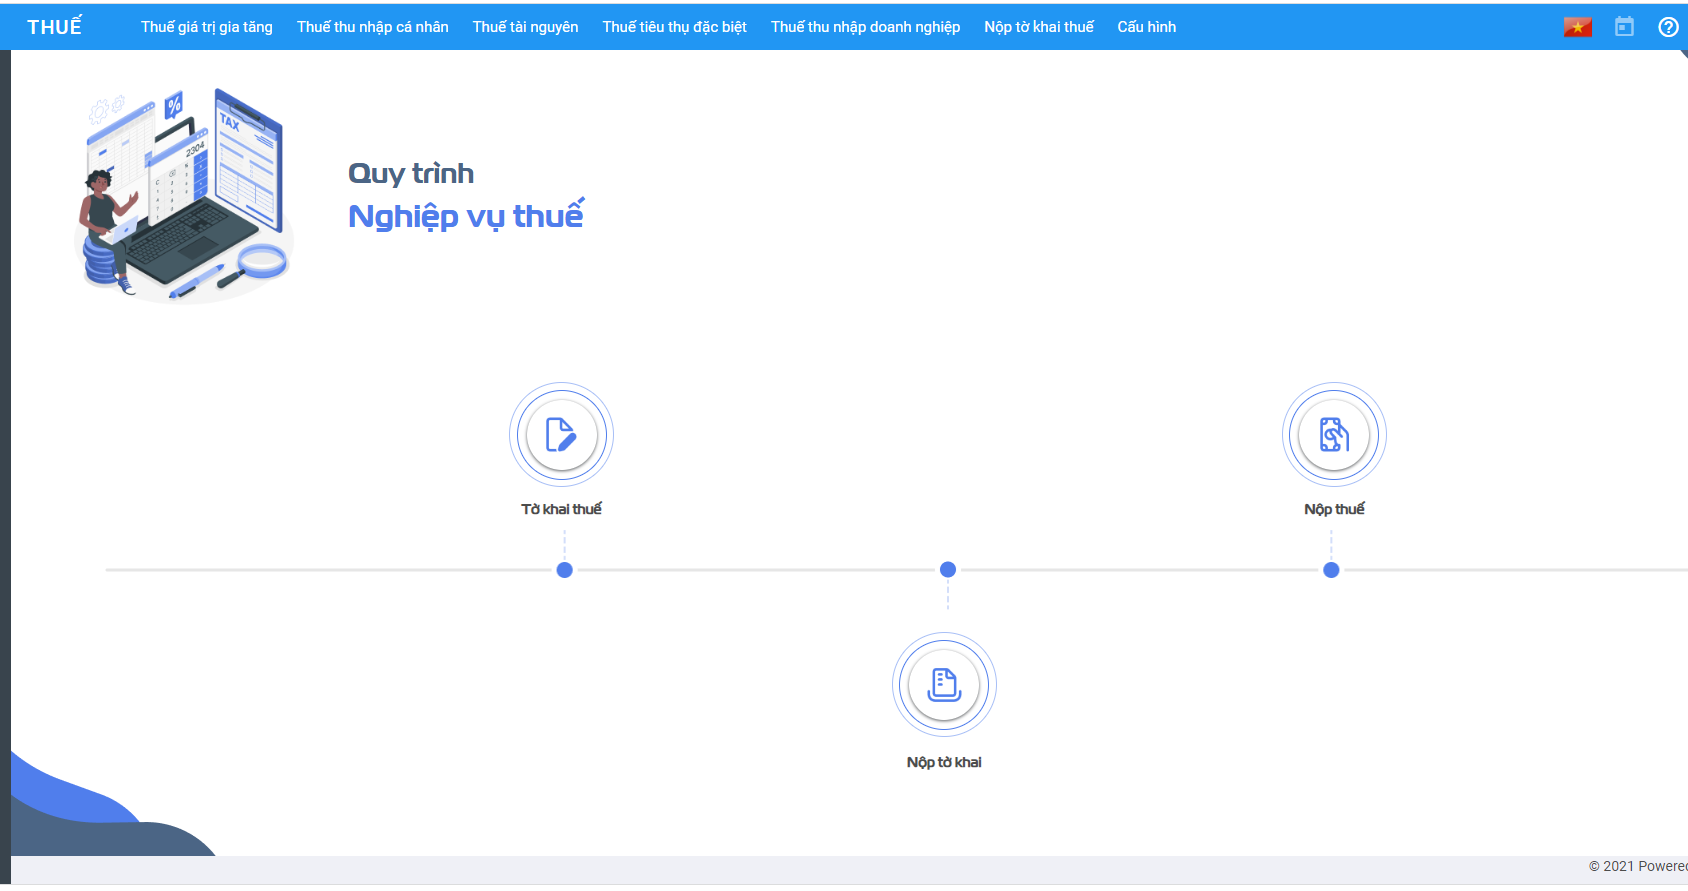 THUẾ
Thuế giá trị gia tăng
Thuế thu nhập cá nhân
Thuế tài nguyên
Thuế tiêu thụ đặc biệt
Thuế thu nhập doanh nghiệp
Nộp tờ khai thuế
Cấu hình
%
TAX
2304
Quy trình
Nghiệp vụ thuế
Tờ khai thuế
Nộp thuế
Nộp tờ khai
© 2021 Powered